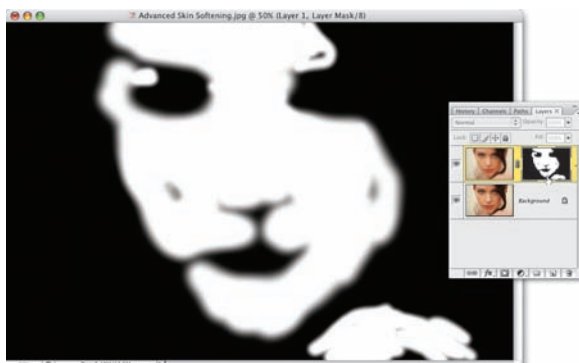 Advanced Skin Softening.jpg @ 50% (Layer 1, Layer Mask/8)
History Channels Paths Layers ×
Normal Opacity:
Lock: Fill:
Background